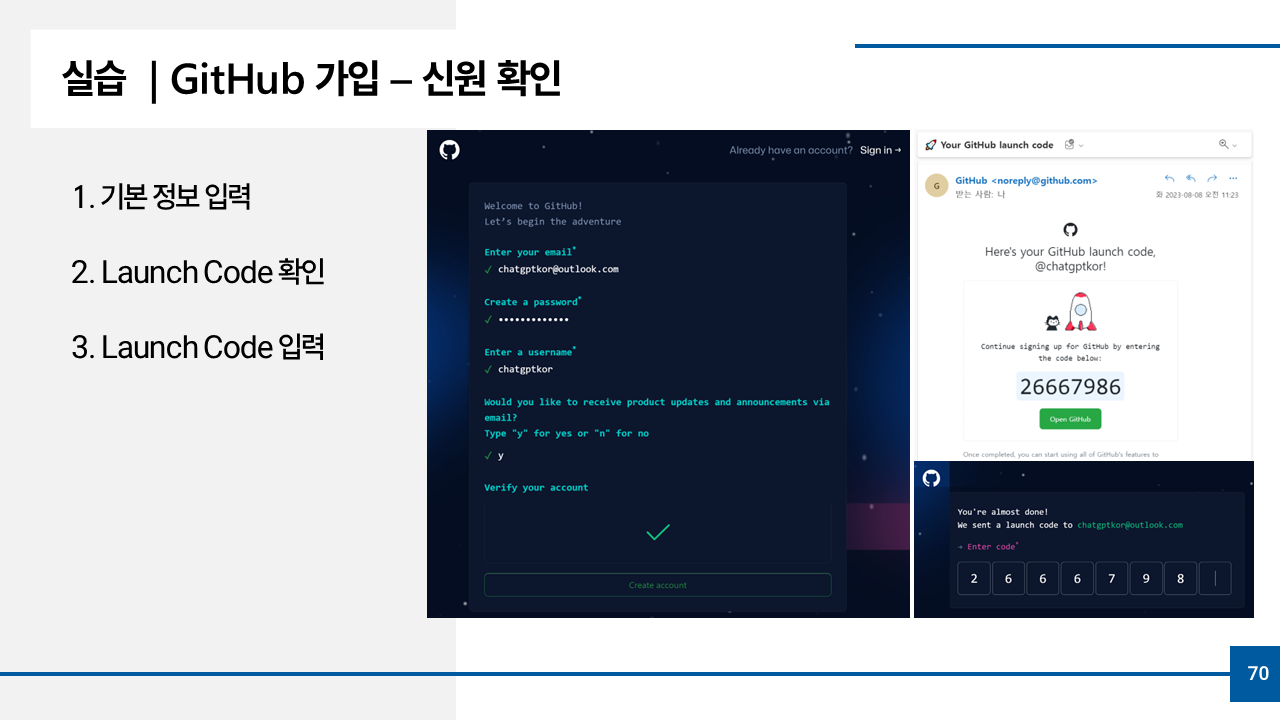 실습 | GitHub 가입 – 신원 확인
1. 기본 정보 입력
2. Launch Code 확인
3. Launch Code 입력
Already have an account? Sign in →
Welcome to GitHub!
Let's begin the adventure
Enter your email*
✓ chatgptkor@outlook.com
Create a password*
✓ •••••••••••••
Enter a username*
✓ chatgptkor
Would you like to receive product updates and announcements via
email?
Type "y" for yes or "n" for no
✓ y
Verify your account
Create account
Your GitHub launch code
G
GitHub <noreply@github.com>
받는 사람: 나
화 2023-08-08 오전 11:23
Here's your GitHub launch code,
@chatgptkor!
Continue signing up for GitHub by entering
the code below:
26667986
Open GitHub
Once completed, you can start using all of GitHub's features to
You're almost done!
We sent a launch code to chatgptkor@outlook.com
→ Enter code*
2 6 6 6 7 9 8
70